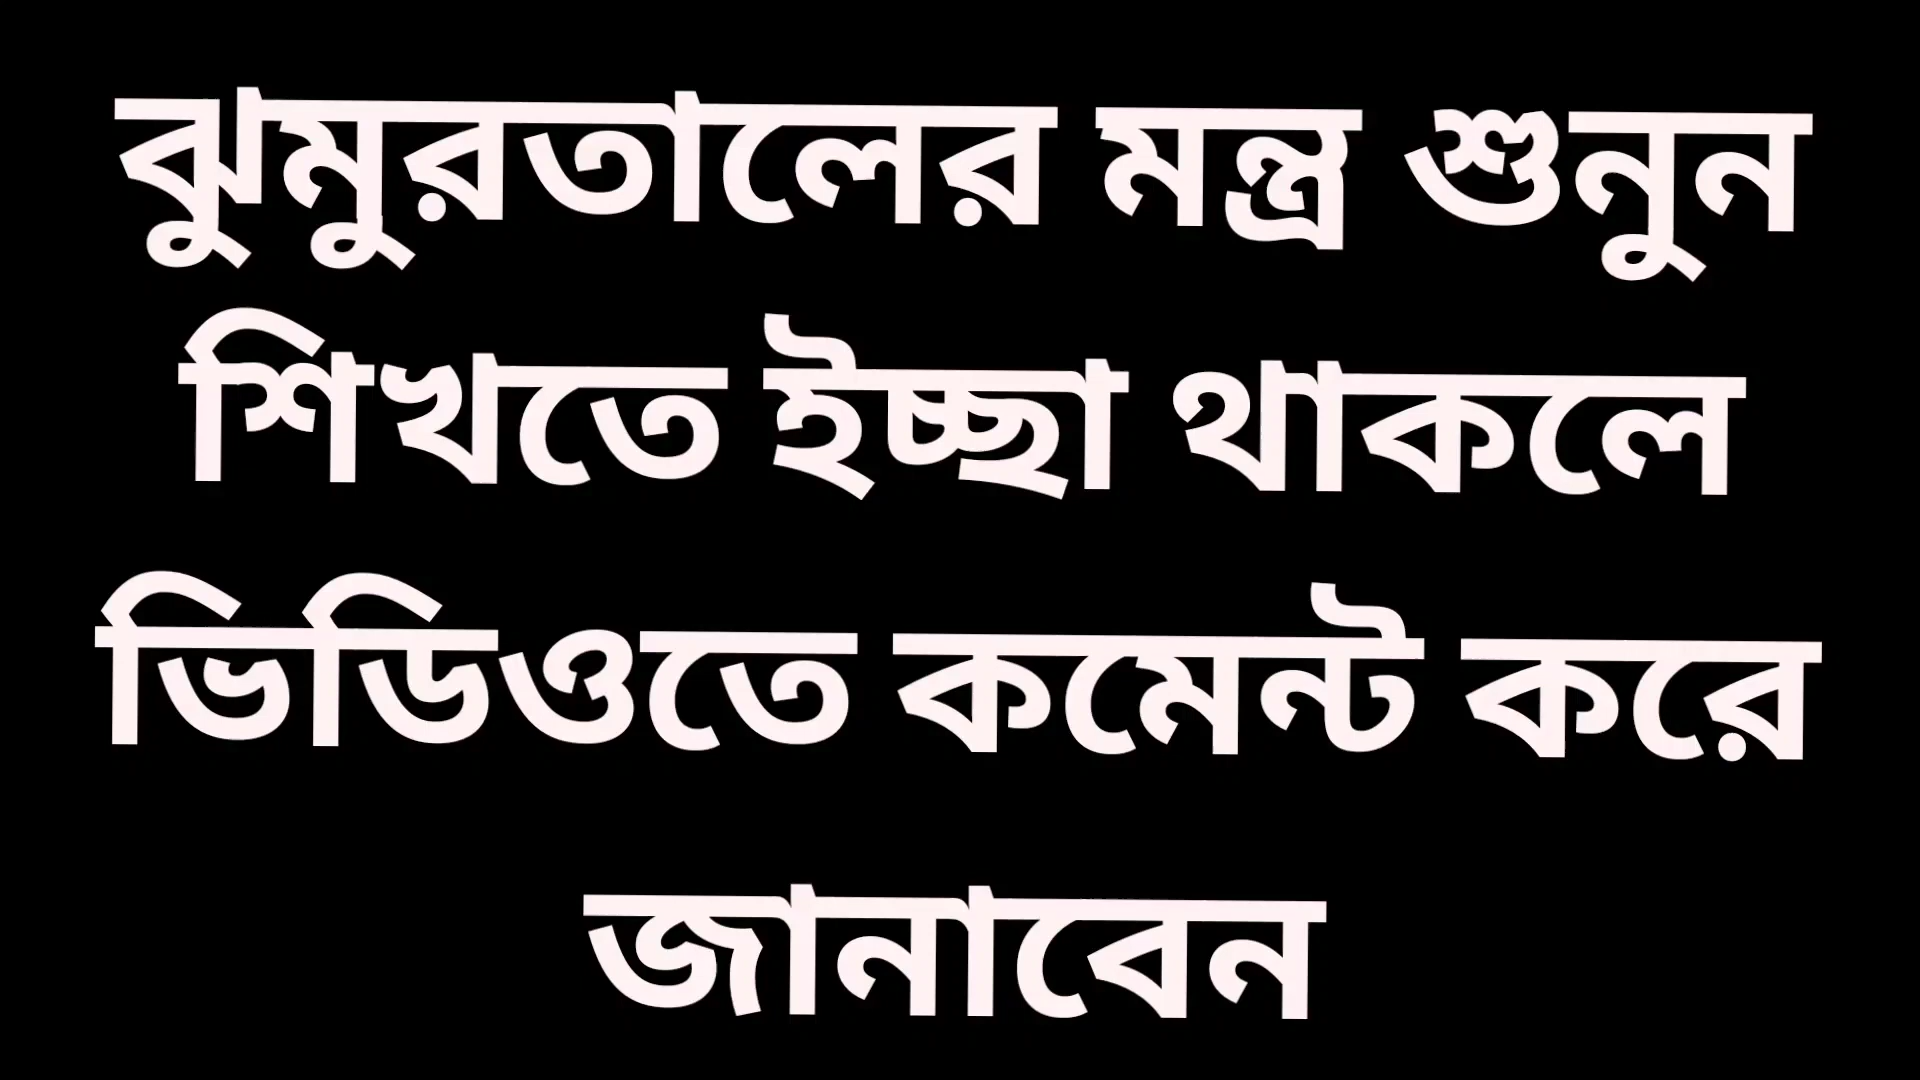 ঝুমুরতালের মন্ত্র শুনুন
শিখতে ইচ্ছা থাকলে
ভিডিওতে কমেন্ট করে
জানাবেন